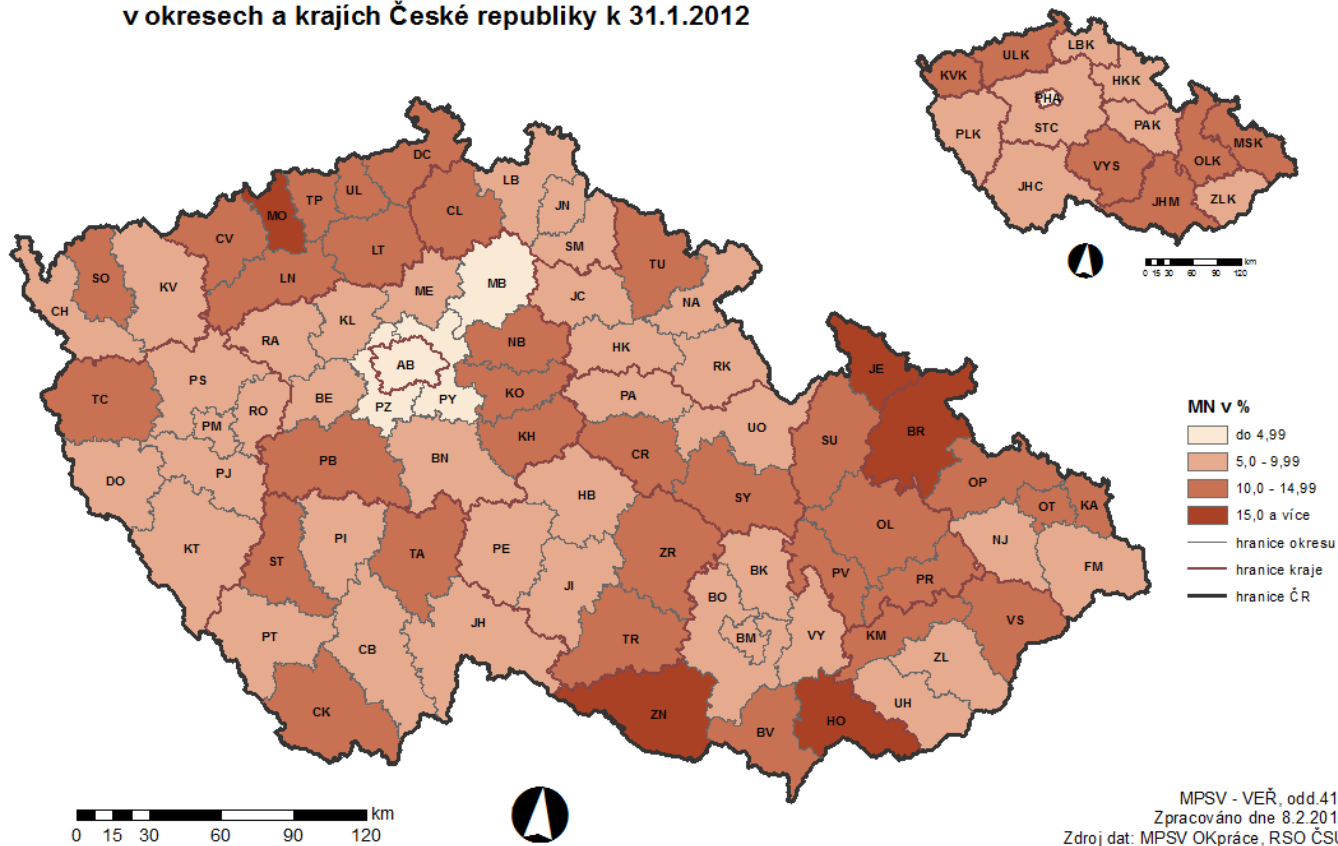 v okresech a krajích České republiky k 31.1.2012
LBK
ULK
KVK
HKK
PHA
PLK
STC
PAK
MSK
VYS
OLK
JHC
JHM
ZLK
0 15 30 60 90 120 km
DC
LB
UL
TP
MO
CL
JN
CV
LT
SM
TU
SO
LN
KV
MB
ME
JC
NA
CH
KL
RA
NB
HK
AB
RK
JE
PS
TC
BE
PZ
PY
KO
PA
RO
PM
UO
SU
BR
KH
PB
BN
CR
PJ
DO
OP
HB
SY
OT
KA
OL
PI
TA
PE
ZR
NJ
KT
ST
BK
FM
PV
PR
JI
BO
VS
JH
PT
CB
TR
BM
VY
KM
ZL
UH
CK
ZN
HO
BV
MN v %
do 4,99
5,0 - 9,99
10,0 - 14,99
15,0 a více
hranice okresu
hranice kraje
hranice ČR
km
0 15 30 60 90 120
MPSV - VEŘ, odd.41
Zpracováno dne 8.2.201
Zdroj dat: MPSV OKpráce, RSO ČSÚ